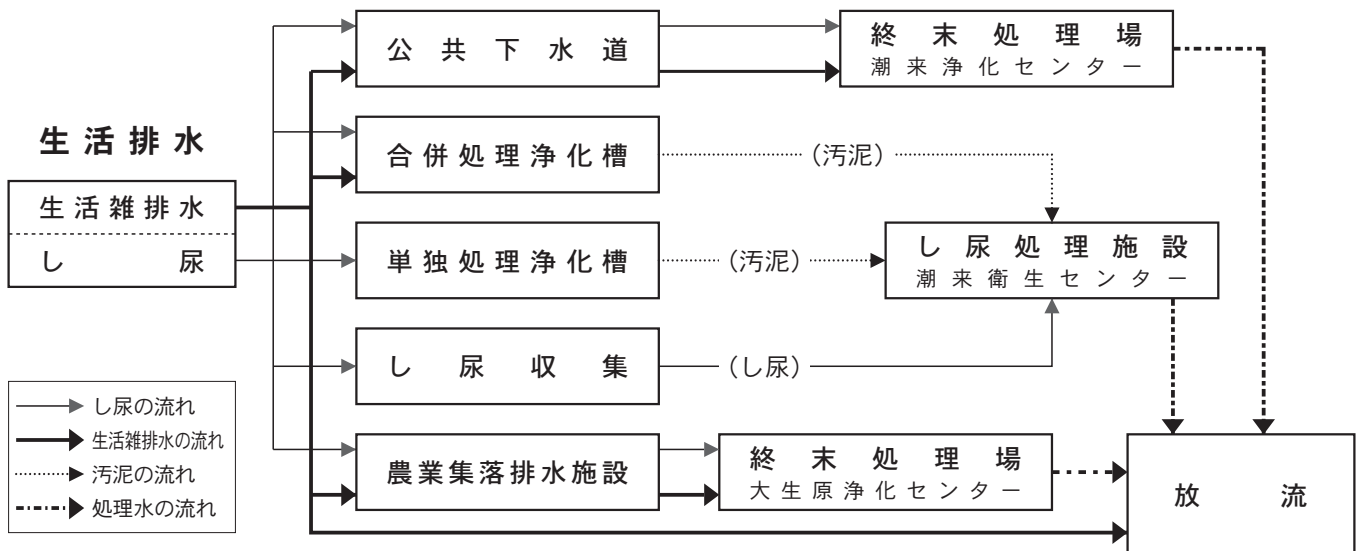 生活排水
生活雑排水
し尿
公共下水道
終末処理場
潮来浄化センター
合併処理浄化槽
（汚泥）
単独処理浄化槽
（汚泥）
し尿処理施設
潮来衛生センター
し尿収集
（し尿）
農業集落排水施設
終末処理場
大生原浄化センター
放流
し尿の流れ
生活雑排水の流れ
汚泥の流れ
処理水の流れ